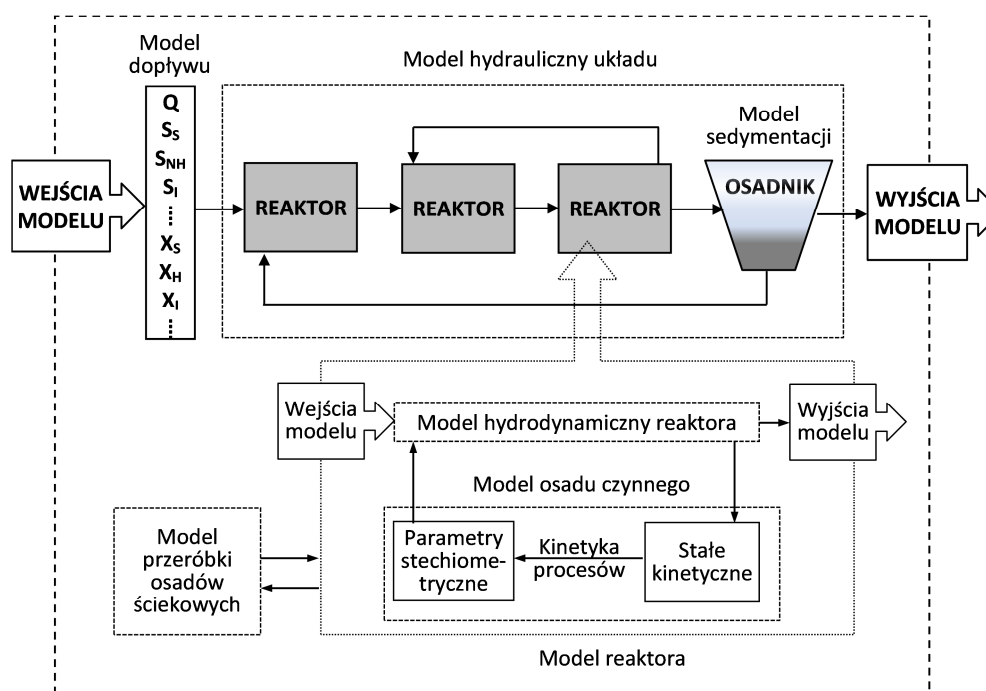 Model
dopływu
Model hydrauliczny układu
Q
S_S
S_NH
S_I
X_S
X_H
X_I
WEJŚCIA
MODELU
REAKTOR
REAKTOR
REAKTOR
Model
sedymentacji
OSADNIK
WYJŚCIA
MODELU
Wejścia
modelu
Model hydrodynamiczny reaktora
Wyjścia
modelu
Model osadu czynnego
Parametry
stechiome-
tryczne
Kinetyka
procesów
Stałe
kinetyczne
Model
przeróbki
osadów
ściekowych
Model reaktora